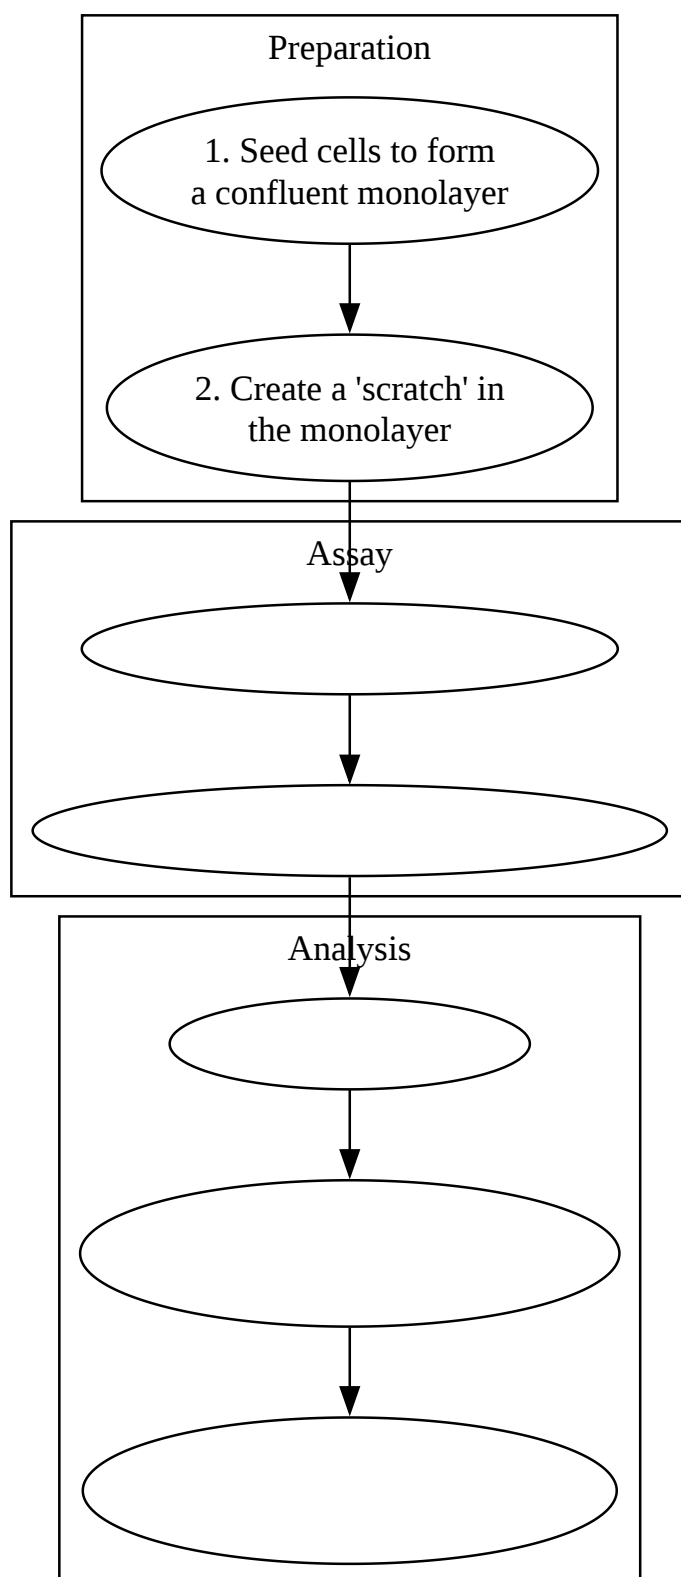 Preparation
1. Seed cells to form
a confluent monolayer
2. Create a 'scratch' in
the monolayer
Assay
Analysis